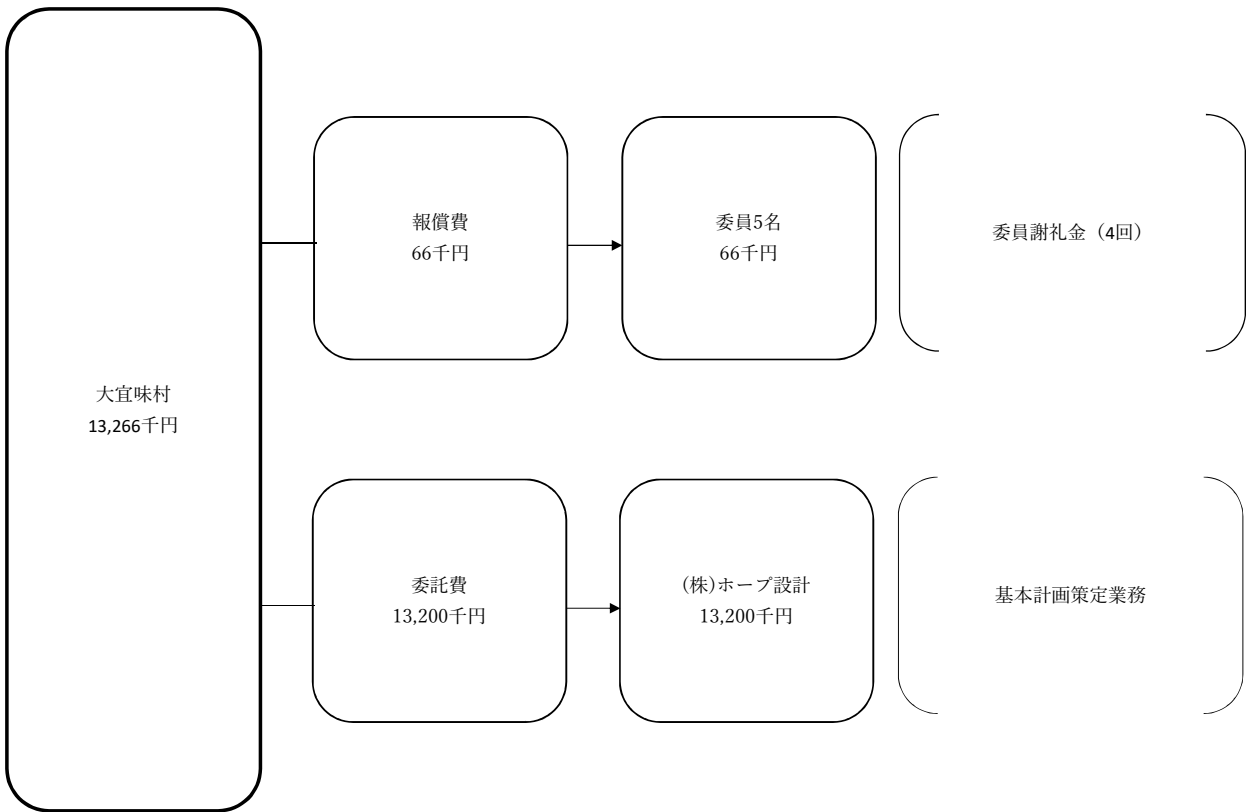 大宜味村
13,266千円
報償費
66千円
委員5名
66千円
委員謝礼金（4回）
委託費
13,200千円
(株)ホープ設計
13,200千円
基本計画策定業務